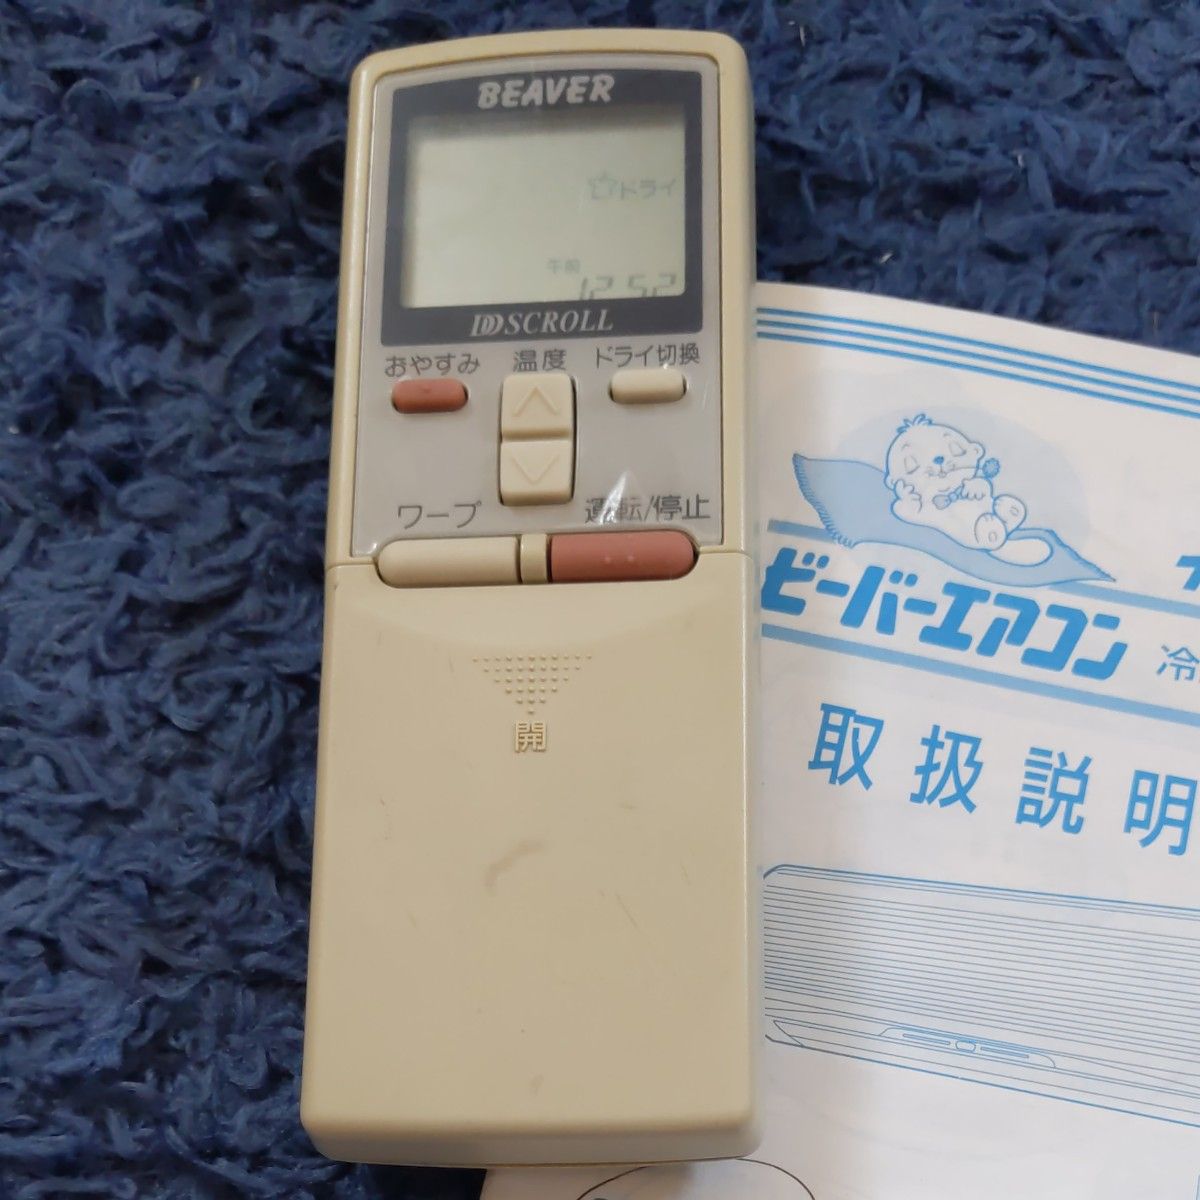 BEAVER
ドライ
午前
12 52
DD SCROLL
おやすみ 温度 ドライ切換
ワープ 運転/停止
開
ビーバーエアコン 冷
取扱説明